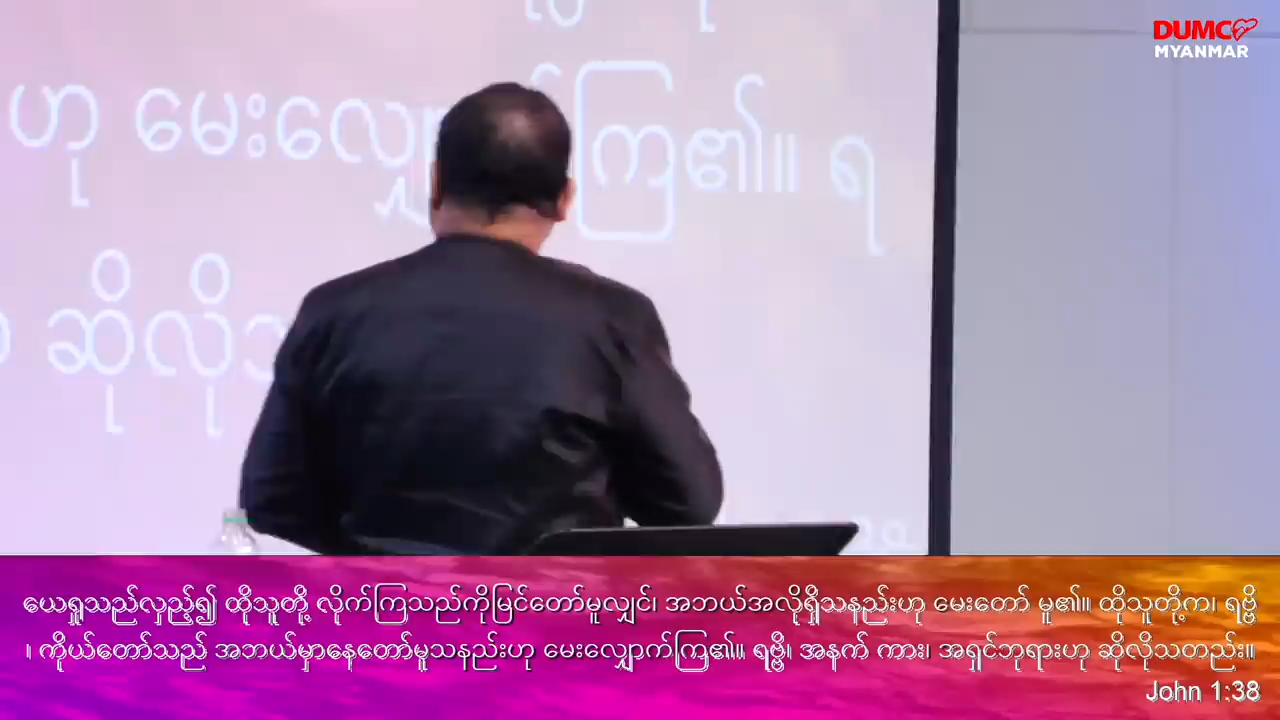 DUMC
MYANMAR
ဟု မေးလျှ
ကြ၏။ ရ
ဆိုလို
ယေရှုသည်လှည့်၍ ထိုသူတို့ လိုက်ကြသည်ကိုမြင်တော်မူလျှင်၊ အဘယ်အလိုရှိသနည်းဟု မေးတော် မူ၏။ ထိုသူတို့က၊ ရဗ္ဗိ
၊ ကိုယ်တော်သည် အဘယ်မှာနေတော်မူသနည်းဟု မေးလျှောက်ကြ၏။ ရဗ္ဗိ၊ အနက် ကား၊ အရှင်ဘုရားဟု ဆိုလိုသတည်း။
John 1:38